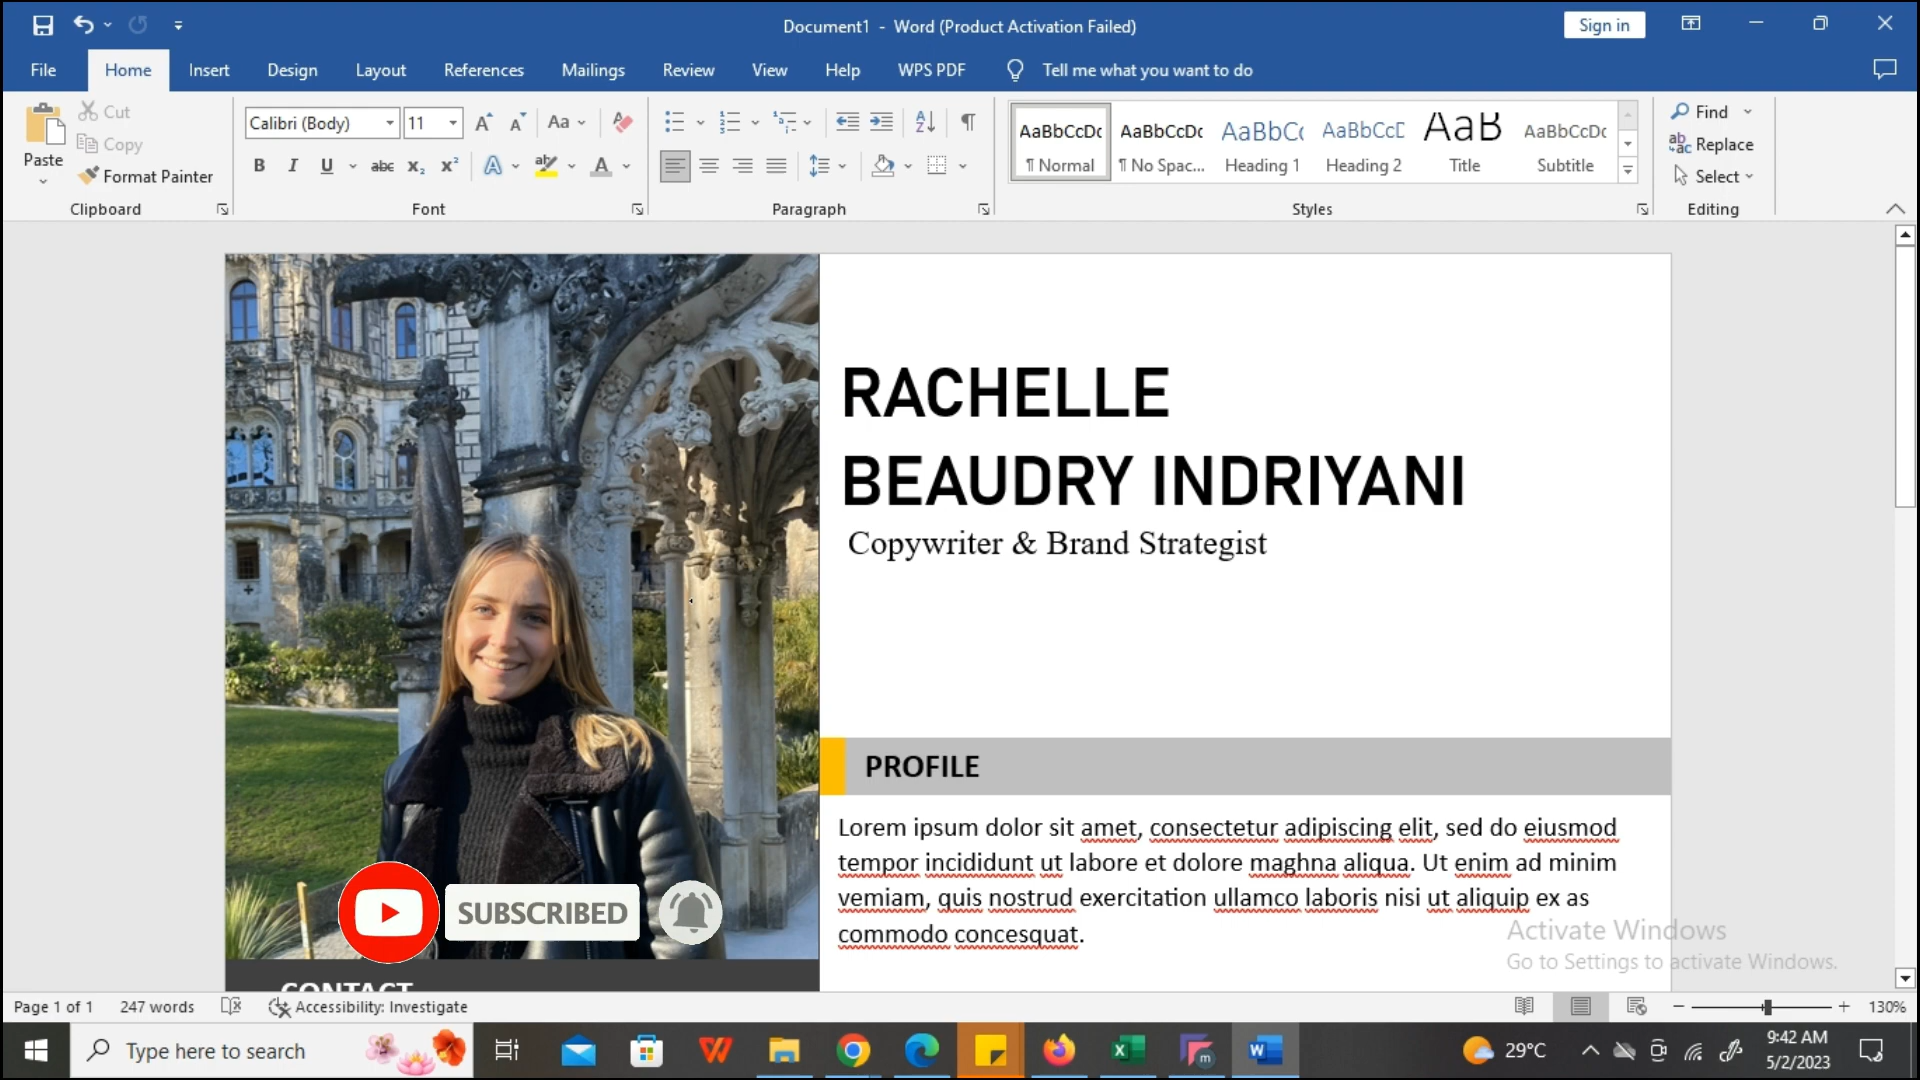 Document1 - Word (Product Activation Failed)
Sign in
File Home Insert Design Layout References Mailings Review View Help WPS PDF Tell me what you want to do
Paste
Cut
Copy
Format Painter
Clipboard
Calibri (Body) 11
Font
Paragraph
AaBbCcDc AaBbCcDc AaBbCc AaBbCcD AaB AaBbCcDc
¶ Normal ¶ No Spac... Heading 1 Heading 2 Title Subtitle
Styles
Find
Replace
Select
Editing
RACHELLE
BEAUDRY INDRIYANI
Copywriter & Brand Strategist
PROFILE
Lorem ipsum dolor sit amet, consectetur adipiscing elit, sed do eiusmod
tempor incididunt ut labore et dolore maghna aliqua. Ut enim ad minim
vemiam, quis nostrud exercitation ullamco laboris nisi ut aliquip ex as
commodo concesquat.
SUBSCRIBED
CONTACT
Activate Windows
Go to Settings to activate Windows.
Page 1 of 1 247 words Accessibility: Investigate 130%
Type here to search
29°C
9:42 AM
5/2/2023